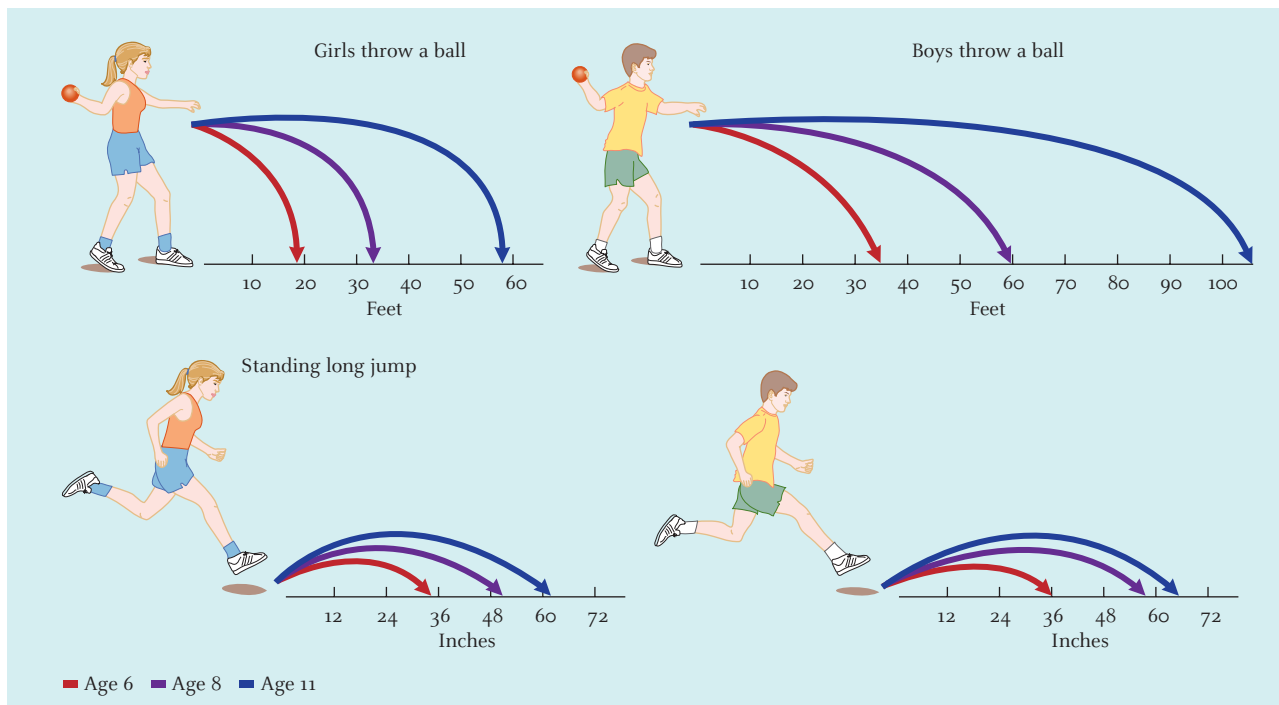 Girls throw a ball
Boys throw a ball
10 20 30 40 50 60
Feet
10 20 30 40 50 60 70 80 90 100
Feet
Standing long jump
12 24 36 48 60 72
Inches
12 24 36 48 60 72
Inches
Age 6 Age 8 Age 11